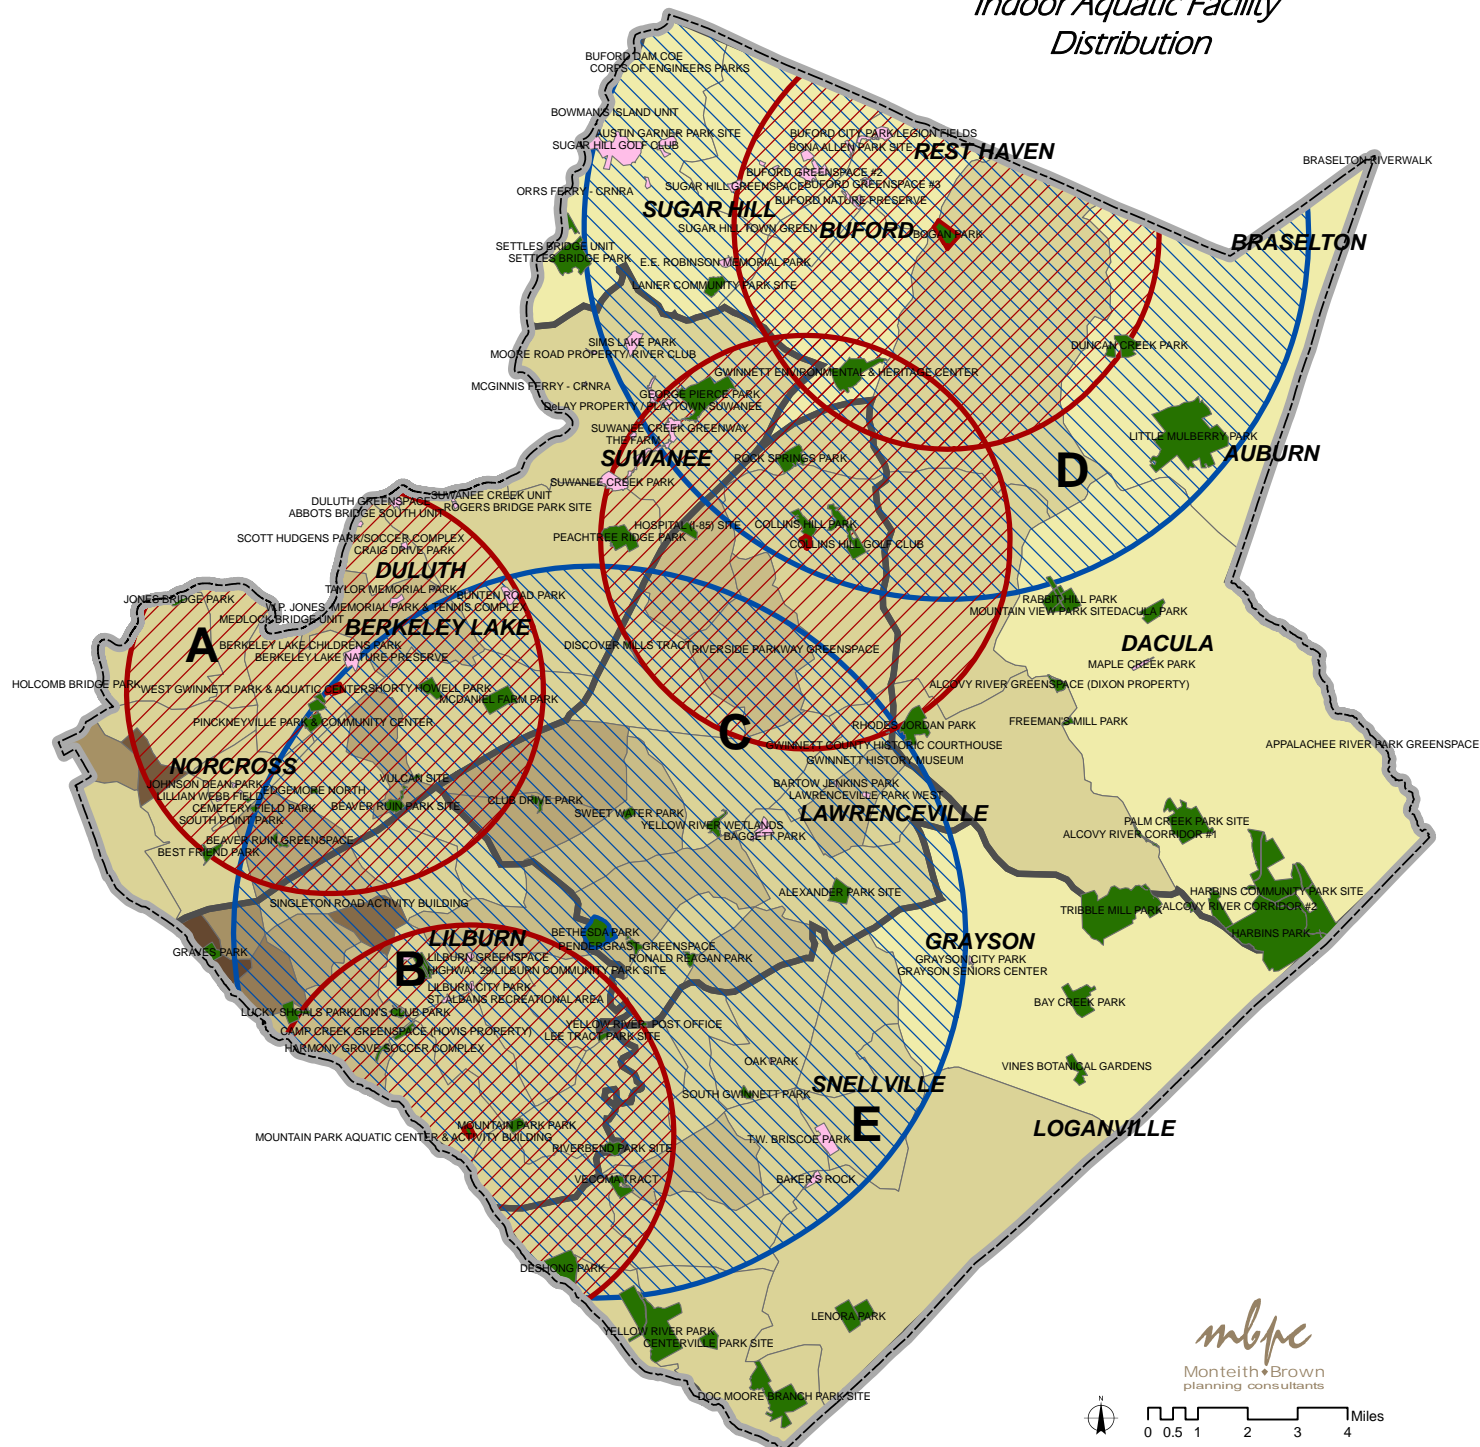 Indoor Aquatic Facility
Distribution
BUFORD DAM COE
CORPS OF ENGINEERS PARKS
BOWMAN'S ISLAND UNIT
AUSTIN GARNER PARK SITE
SUGAR HILL GOLF CLUB
BUFORD CITY PARK/LEGION FIELDS
BONA ALLEN PARK SITE
REST HAVEN
BRASELTON RIVERWALK
BUFORD GREENSPACE #2
SUGAR HILL GREENSPACE
BUFORD GREENSPACE #3
ORRS FERRY - CRNRA
BUFORD NATURE PRESERVE
SUGAR HILL
SUGAR HILL TOWN GREEN
BUFORD
BOGAN PARK
BRASELTON
SETTLES BRIDGE UNIT
SETTLES BRIDGE PARK
E.E. ROBINSON MEMORIAL PARK
LANIER COMMUNITY PARK SITE
SIMS LAKE PARK
MOORE ROAD PROPERTY/ RIVER CLUB
DUNCAN CREEK PARK
GWINNETT ENVIRONMENTAL & HERITAGE CENTER
MCGINNIS FERRY - CRNRA
GEORGE PIERCE PARK
DeLAY PROPERTY / PLAYTOWN SUWANEE
SUWANEE CREEK GREENWAY
THE FARM
LITTLE MULBERRY PARK
AUBURN
SUWANEE
ROCK SPRINGS PARK
D
SUWANEE CREEK PARK
SUWANEE CREEK UNIT
DULUTH GREENSPACE
ROGERS BRIDGE PARK SITE
ABBOTS BRIDGE SOUTH UNIT
HOSPITAL (I-85) SITE
COLLINS HILL PARK
PEACHTREE RIDGE PARK
SCOTT HUDGENS PARK/SOCCER COMPLEX
CRAIG DRIVE PARK
COLLINS HILL GOLF CLUB
DULUTH
TAYLOR MEMORIAL PARK
BUNTEN ROAD PARK
JONES BRIDGE PARK
W.P. JONES MEMORIAL PARK & TENNIS COMPLEX
MEDLOCK BRIDGE UNIT
RABBIT HILL PARK
MOUNTAIN VIEW PARK SITE
DACULA PARK
BERKELEY LAKE
A
BERKELEY LAKE CHILDRENS PARK
BERKELEY LAKE NATURE PRESERVE
DISCOVER MILLS TRACT
RIVERSIDE PARKWAY GREENSPACE
DACULA
MAPLE CREEK PARK
HOLCOMB BRIDGE PARK
WEST GWINNETT PARK & AQUATIC CENTER
SHORTY HOWELL PARK
MCDANIEL FARM PARK
ALCOVY RIVER GREENSPACE (DIXON PROPERTY)
PINCKNEYVILLE PARK & COMMUNITY CENTER
C
RHODES JORDAN PARK
FREEMAN'S MILL PARK
GWINNETT COUNTY HISTORIC COURTHOUSE
GWINNETT HISTORY MUSEUM
APPALACHEE RIVER PARK GREENSPACE
NORCROSS
JOHNSON DEAN PARK
VULCAN SITE
BARTOW JENKINS PARK
LILLIAN WEBB FIELD
EDGEMORE NORTH
LAWRENCEVILLE PARK WEST
CEMETERY FIELD PARK
BEAVER RUIN PARK SITE
CLUB DRIVE PARK
SWEET WATER PARK
LAWRENCEVILLE
SOUTH POINT PARK
YELLOW RIVER WETLANDS
BAGGETT PARK
PALM CREEK PARK SITE
ALCOVY RIVER CORRIDOR #1
BEAVER RUIN GREENSPACE
BEST FRIEND PARK
ALEXANDER PARK SITE
HARBINS COMMUNITY PARK SITE
SINGLETON ROAD ACTIVITY BUILDING
TRIBBLE MILL PARK
ALCOVY RIVER CORRIDOR #2
HARBINS PARK
LILBURN
BETHESDA PARK
PENDERGRAST GREENSPACE
RONALD REAGAN PARK
GRAYSON
GRAYSON CITY PARK
GRAYSON SENIORS CENTER
GRAVES PARK
B
LILBURN GREENSPACE
HIGHWAY 29/LILBURN COMMUNITY PARK SITE
LILBURN CITY PARK
ST. ALBANS RECREATIONAL AREA
BAY CREEK PARK
LUCKY SHOALS PARK
LION'S CLUB PARK
YELLOW RIVER POST OFFICE
LEE TRACT PARK SITE
CAMP CREEK GREENSPACE (HOVIS PROPERTY)
HARMONY GROVE SOCCER COMPLEX
OAK PARK
VINES BOTANICAL GARDENS
SNELLVILLE
SOUTH GWINNETT PARK
E
LOGANVILLE
MOUNTAIN PARK PARK
MOUNTAIN PARK AQUATIC CENTER & ACTIVITY BUILDING
T.W. BRISCOE PARK
RIVERBEND PARK SITE
VECOMA TRACT
BAKER'S ROCK
DESHONG PARK
LENORA PARK
YELLOW RIVER PARK
CENTERVILLE PARK SITE
DOC MOORE BRANCH PARK SITE
mbpc
Monteith♦Brown
planning consultants
N
Miles
0 0.5 1 2 3 4